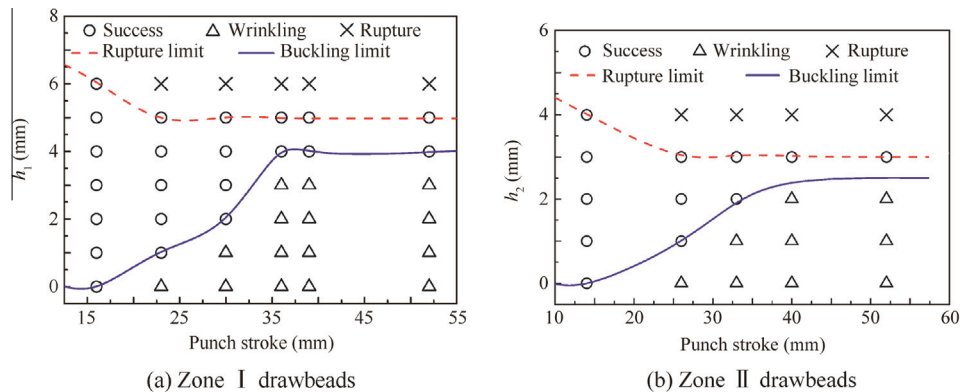 8
6
4
2
0
h₁ (mm)
Success Wrinkling Rupture
Rupture limit Buckling limit
15 25 35 45 55
Punch stroke (mm)
(a) Zone Ⅰ drawbeads
6
4
2
0
h₂ (mm)
Success Wrinkling Rupture
Rupture limit Buckling limit
10 20 30 40 50 60
Punch stroke (mm)
(b) Zone Ⅱ drawbeads